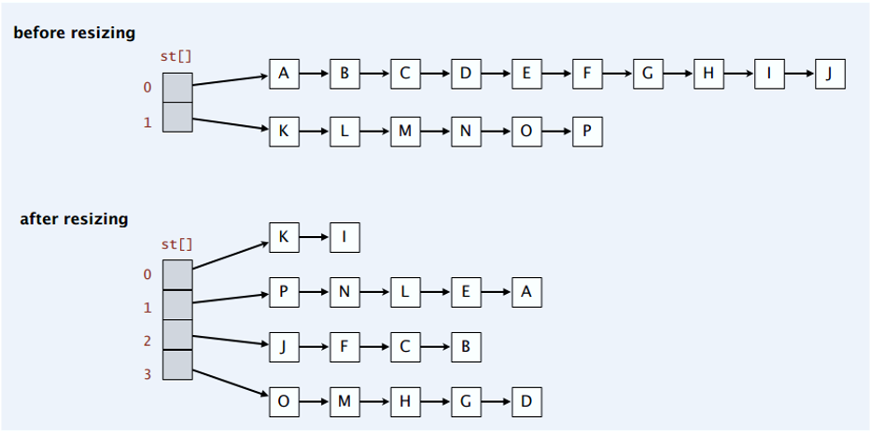 before resizing
st[]
0 A B C D E F G H I J
1 K L M N O P
after resizing
st[]
K I
0
P N L E A
1
J F C B
2
3
O M H G D